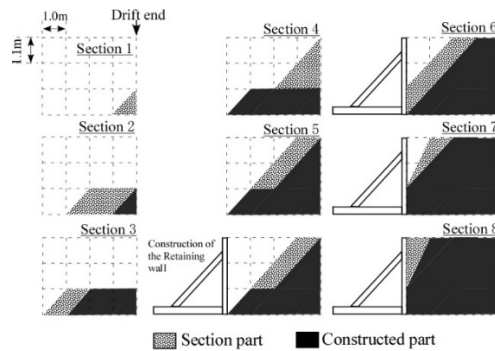 Drift end
1.0m
1.1m
Section 1
Section 2
Section 3
Section 4
Section 5
Construction of
the Retaining
wall
Section 6
Section 7
Section 8
Section part
Constructed part